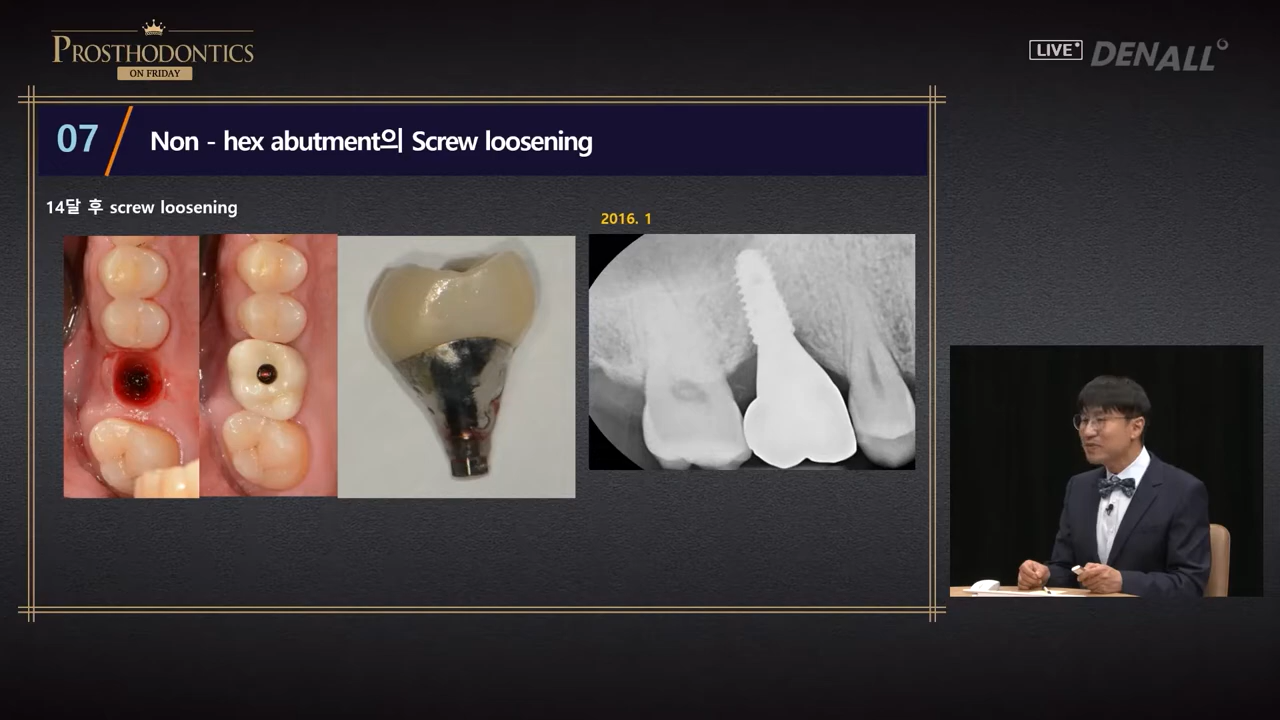 PROSTHODONTICS
ON FRIDAY
LIVE
DENALL
07
Non - hex abutment의 Screw loosening
14달 후 screw loosening
2016. 1